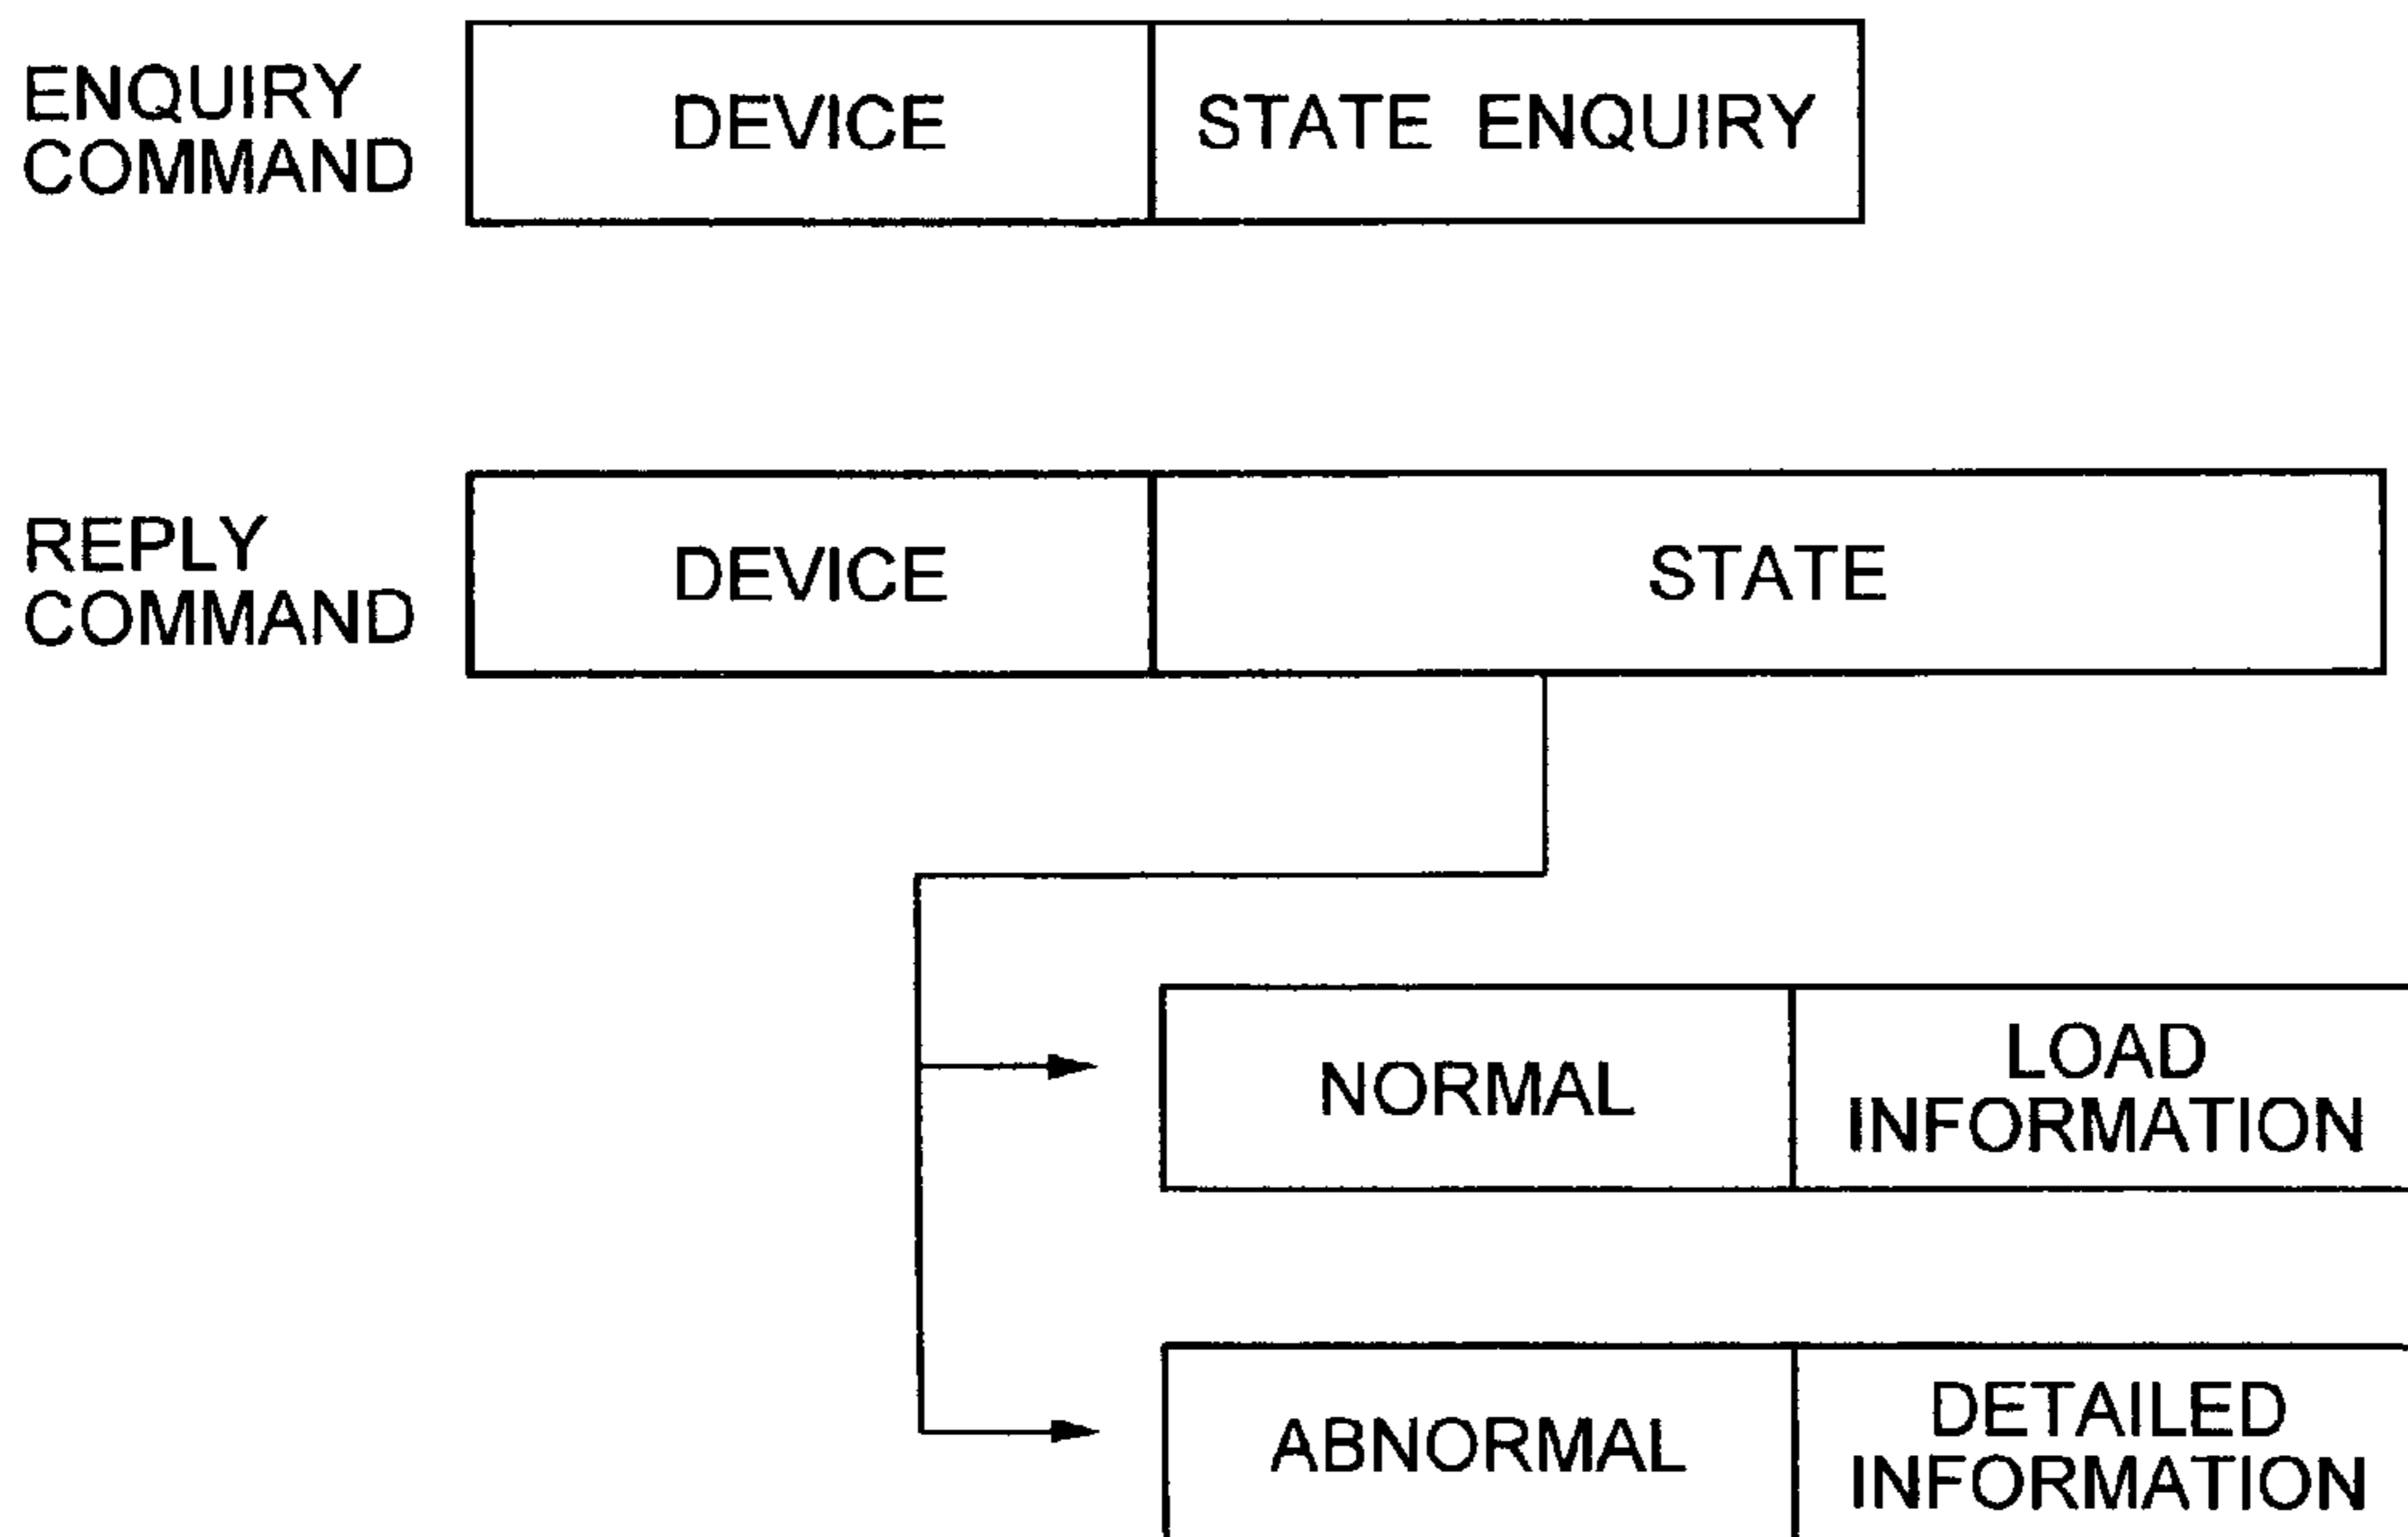 ENQUIRY
COMMAND
DEVICE
STATE ENQUIRY
REPLY
COMMAND
DEVICE
STATE
NORMAL
LOAD
INFORMATION
ABNORMAL
DETAILED
INFORMATION